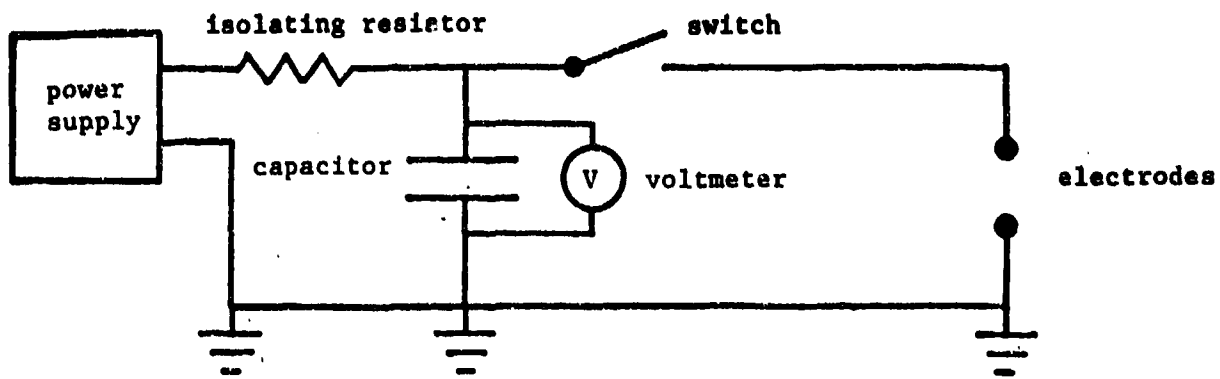 isolating resistor
switch
power
supply
capacitor
V
voltmeter
electrodes